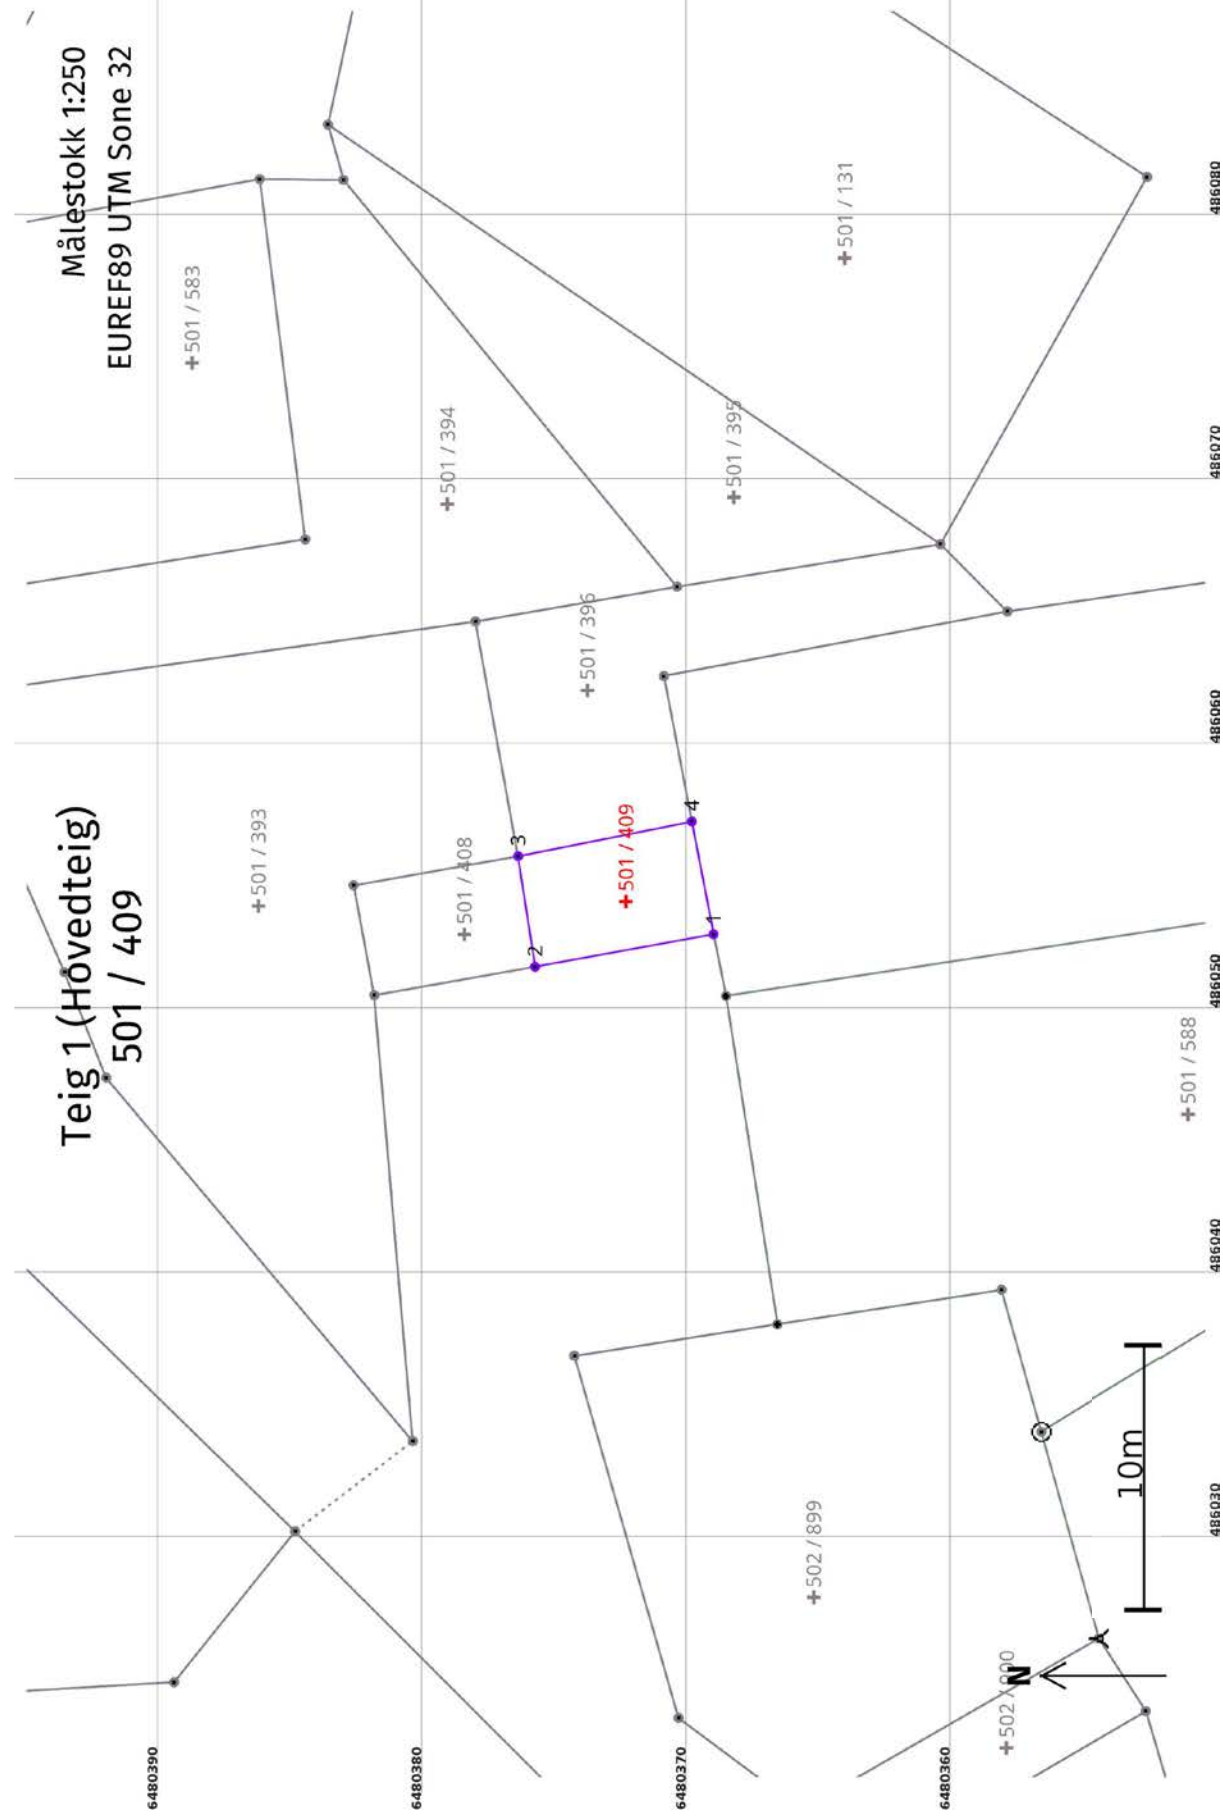 Teig 1 (Hovedteig)
501 / 409
Målestokk 1:250
EUREF89 UTM Sone 32
6480390
6480380
6480370
6480360
+501 / 583
+501 / 393
+501 / 394
+501 / 408
+501 / 396
+501 / 395
+501 / 131
+501 / 409
2
3
1
4
+502 / 899
+502 / 900
+501 / 588
N
10m
486030
486040
486050
486060
486070
486080